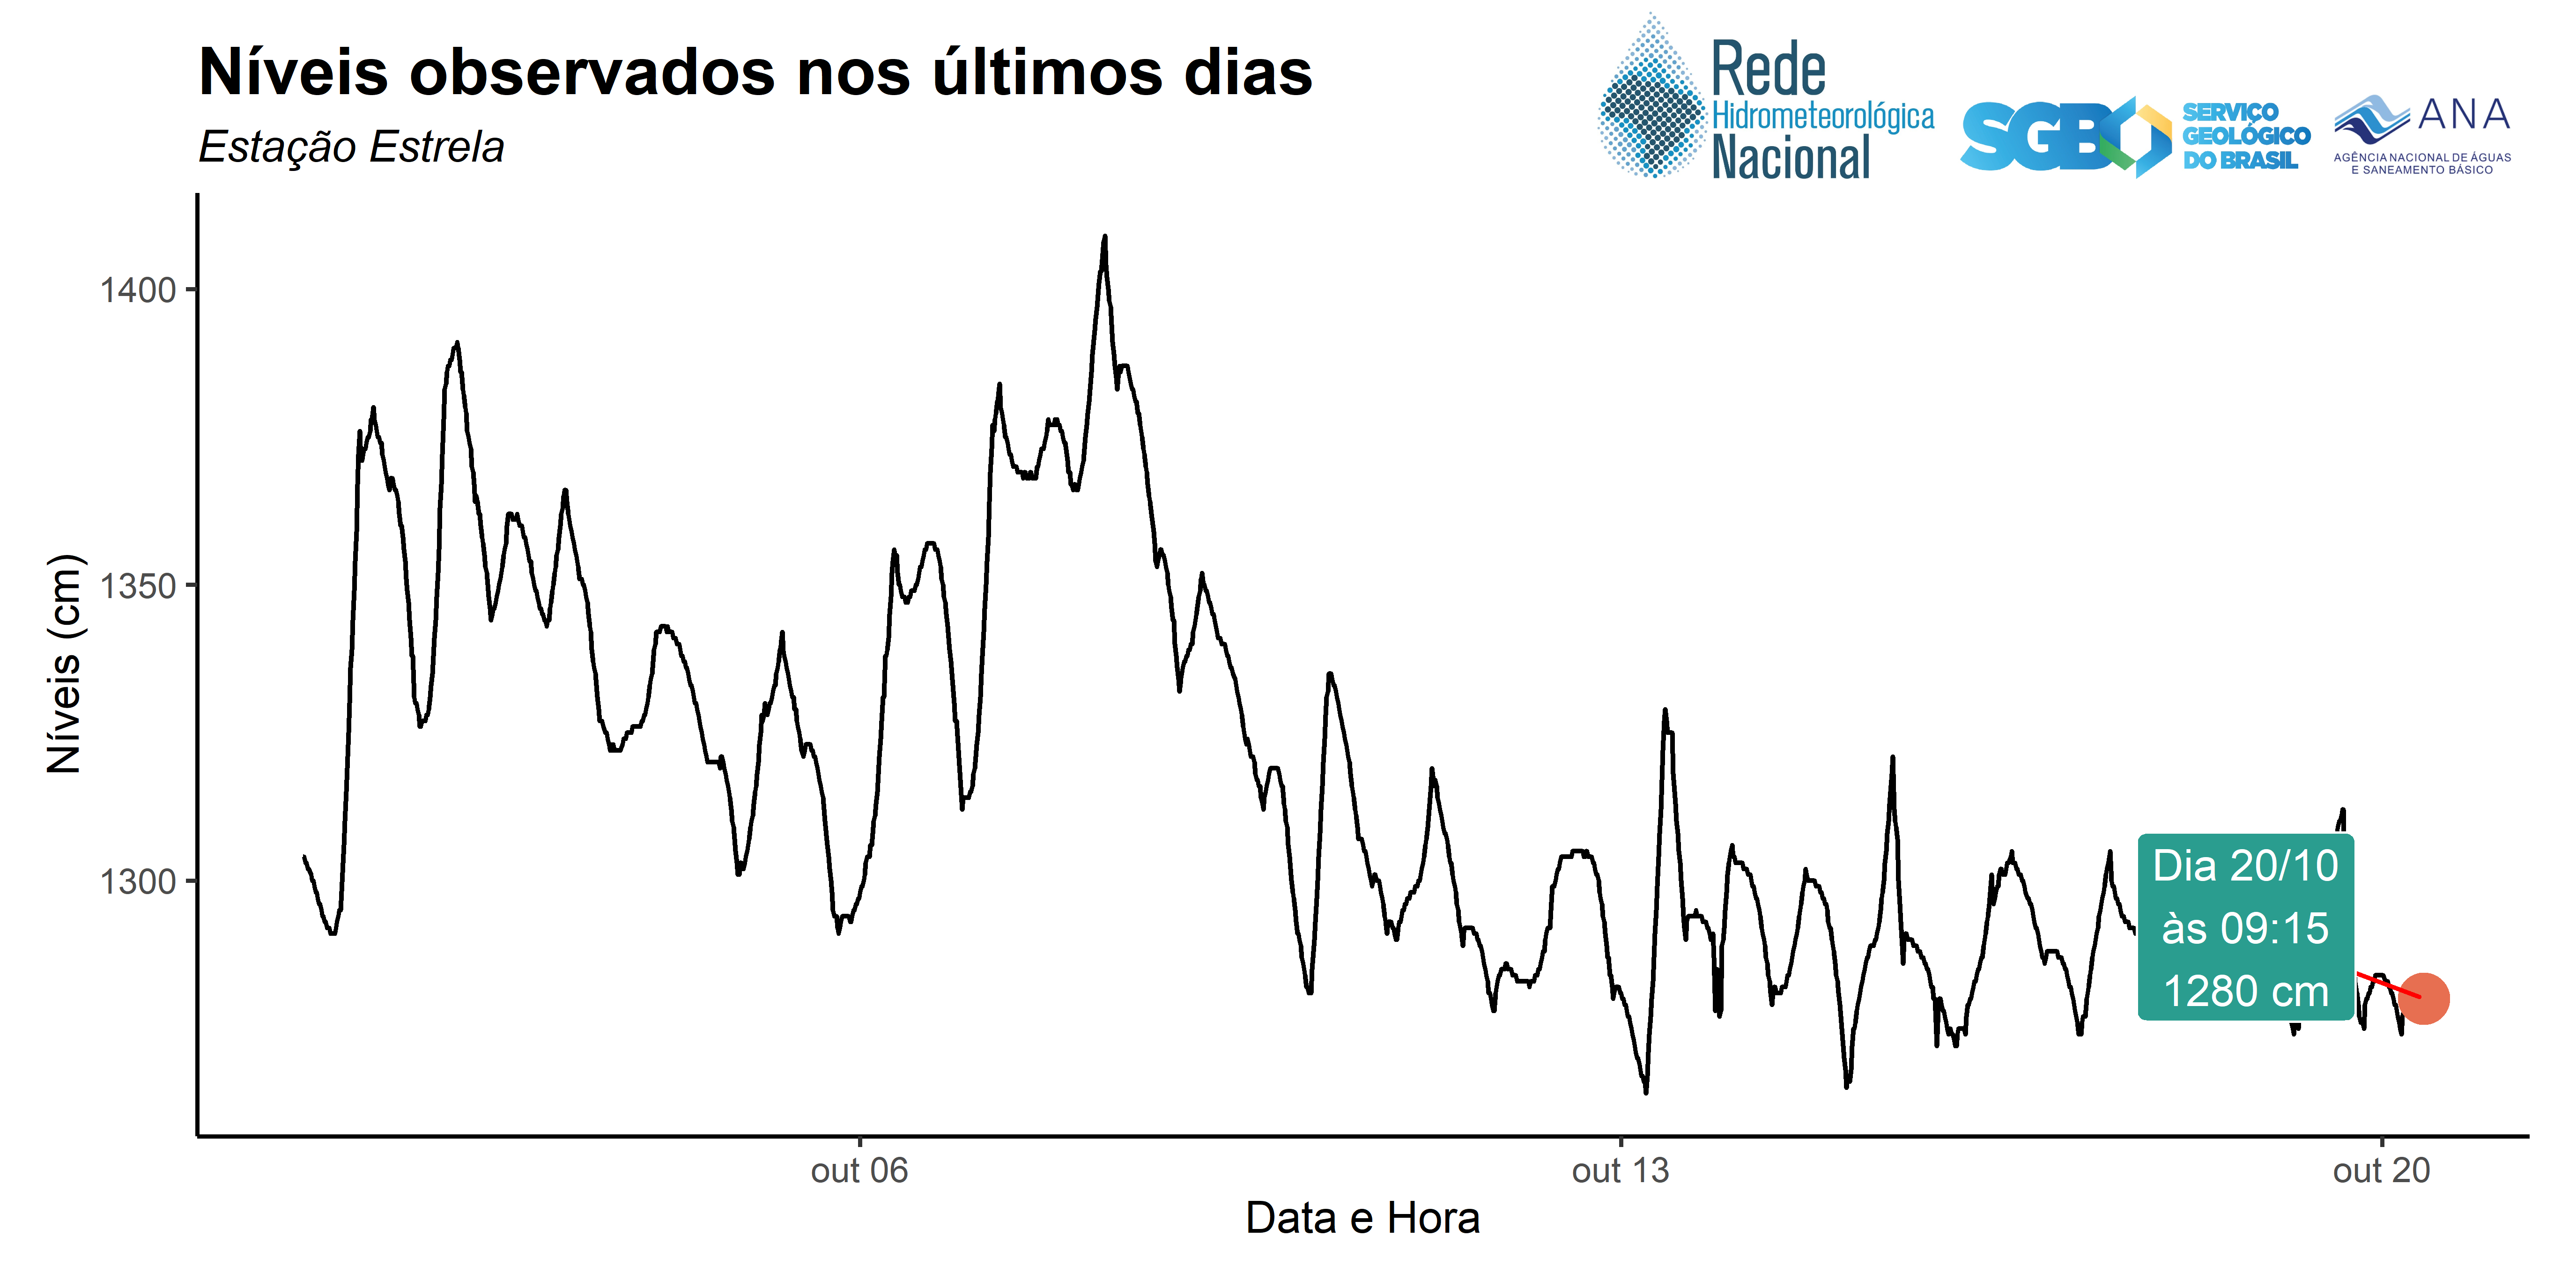 Níveis observados nos últimos dias
Estação Estrela
Rede
Hidrometeorológica
Nacional
SGB
SERVIÇO
GEOLÓGICO
DO BRASIL
ANA
AGÊNCIA NACIONAL DE ÁGUAS
E SANEAMENTO BÁSICO
Níveis (cm)
1400
1350
1300
Dia 20/10
às 09:15
1280 cm
out 06
out 13
out 20
Data e Hora